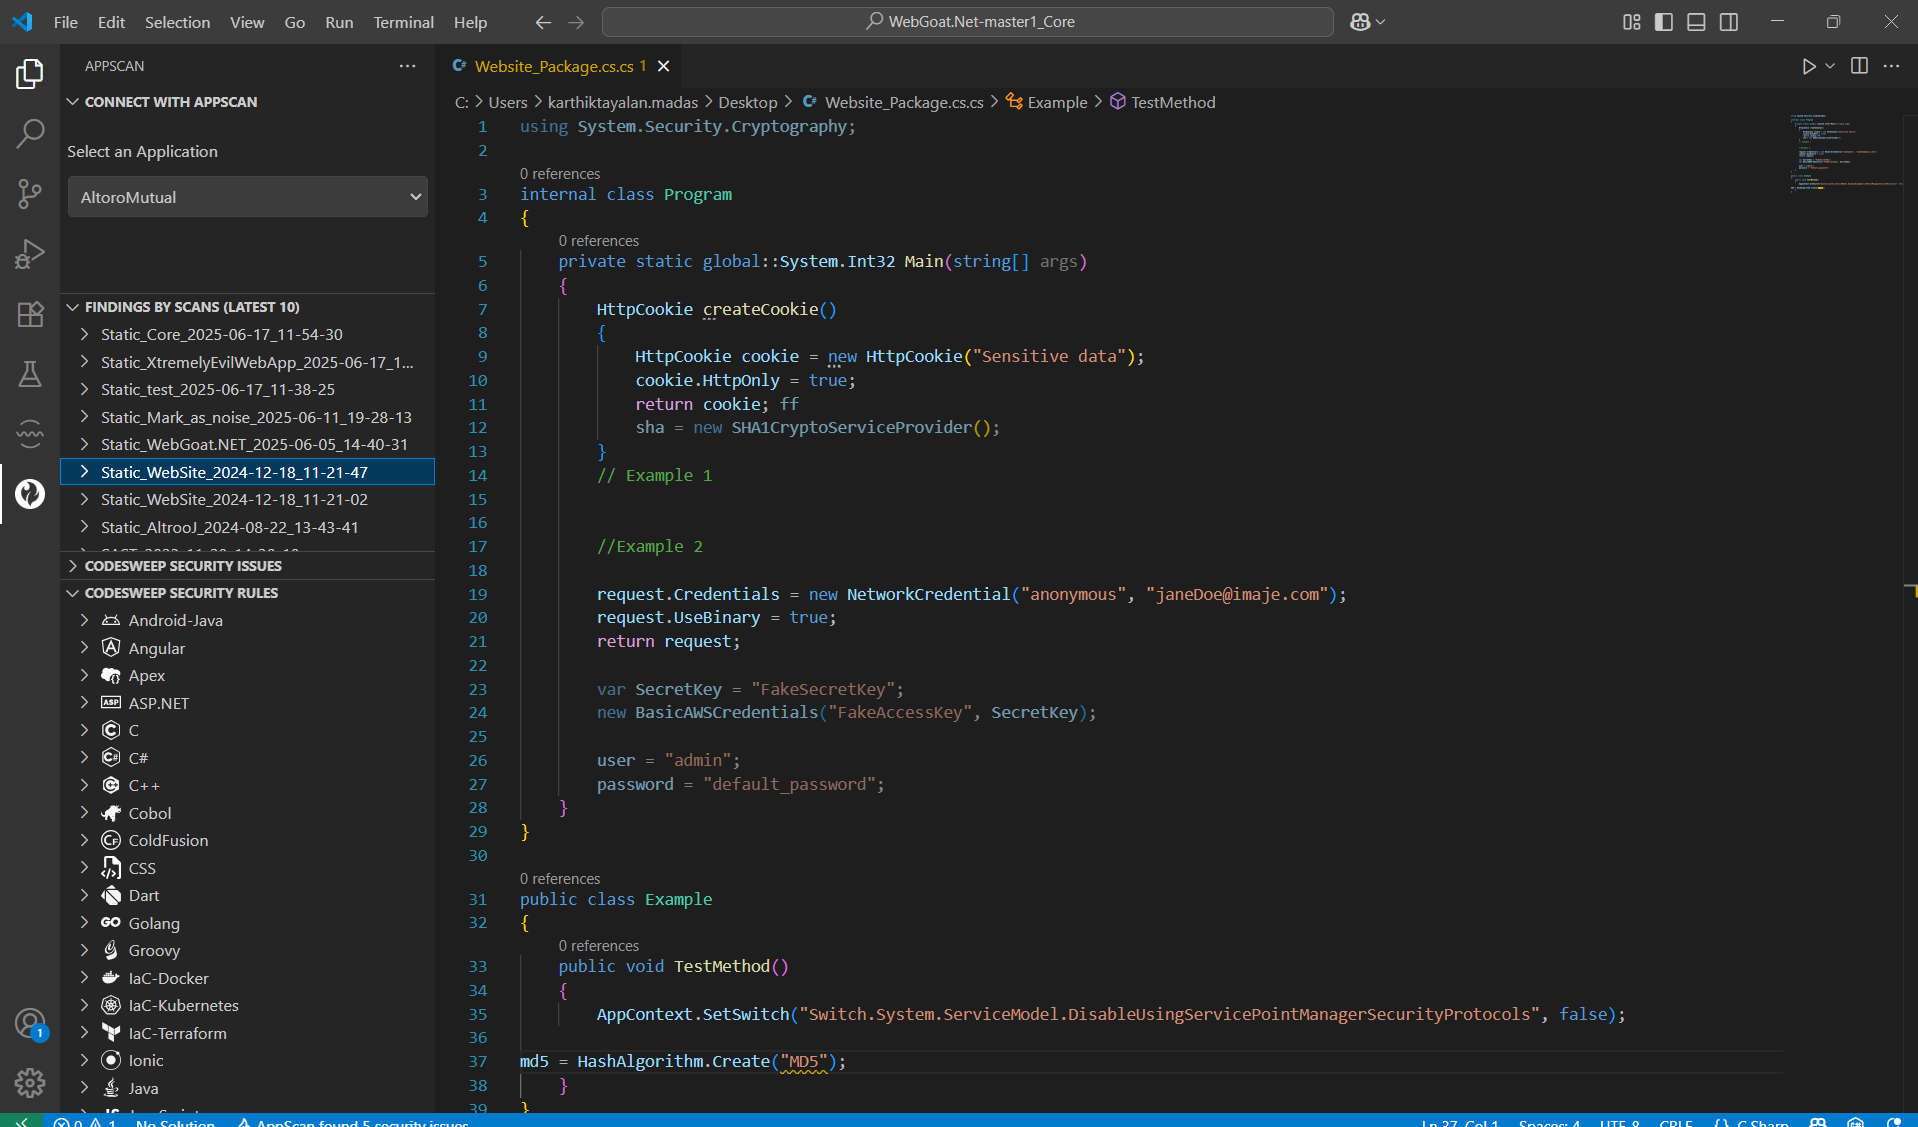 File Edit Selection View Go Run Terminal Help
WebGoat.Net-master1_Core
APPSCAN
CONNECT WITH APPSCAN
Select an Application
AltoroMutual
FINDINGS BY SCANS (LATEST 10)
Static_Core_2025-06-17_11-54-30
Static_XtremelyEvilWebApp_2025-06-17_1...
Static_test_2025-06-17_11-38-25
Static_Mark_as_noise_2025-06-11_19-28-13
Static_WebGoat.NET_2025-06-05_14-40-31
Static_WebSite_2024-12-18_11-21-47
Static_WebSite_2024-12-18_11-21-02
Static_AltrooJ_2024-08-22_13-43-41
CODESWEEP SECURITY ISSUES
CODESWEEP SECURITY RULES
Android-Java
Angular
Apex
ASP ASP.NET
C
C#
C++
Cobol
CF ColdFusion
CSS
Dart
GO Golang
Groovy
IaC-Docker
IaC-Kubernetes
IaC-Terraform
Ionic
Java
1
Website_Package.cs.cs 1
C: > Users > karthiktayalan.madas > Desktop > Website_Package.cs.cs > Example > TestMethod
1 using System.Security.Cryptography;
2
0 references
3 internal class Program
4 {
0 references
5 private static global::System.Int32 Main(string[] args)
6 {
7 HttpCookie createCookie()
8 {
9 HttpCookie cookie = new HttpCookie("Sensitive data");
10 cookie.HttpOnly = true;
11 return cookie; ff
12 sha = new SHA1CryptoServiceProvider();
13 }
14 // Example 1
15
16
17 //Example 2
18
19 request.Credentials = new NetworkCredential("anonymous", "janeDoe@imaje.com");
20 request.UseBinary = true;
21 return request;
22
23 var SecretKey = "FakeSecretKey";
24 new BasicAWSCredentials("FakeAccessKey", SecretKey);
25
26 user = "admin";
27 password = "default_password";
28 }
29 }
30
0 references
31 public class Example
32 {
0 references
33 public void TestMethod()
34 {
35 AppContext.SetSwitch("Switch.System.ServiceModel.DisableUsingServicePointManagerSecurityProtocols", false);
36
37 md5 = HashAlgorithm.Create("MD5");
38 }
39 }
0 1 No Solution AppScan found 5 security issues
Ln 37, Col 1 Spaces: 4 UTF-8 CRLF {} C Sharp